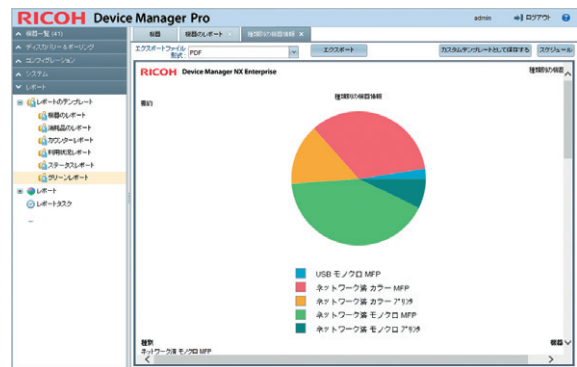 RICOH Device Manager Pro
admin ログアウト
機器一覧 (41)
ディスカバリー&ポーリング
コンフィグレーション
システム
レポート
レポートのテンプレート
機器のレポート
消耗品のレポート
カウンターレポート
利用状況レポート
ステータスレポート
グリーンレポート
レポート
レポートタスク
機器 機器のレポート 種類別の機器情報
エクスポートファイル形式: PDF エクスポート カスタムテンプレートとして保存する スケジュール
RICOH Device Manager NX Enterprise 種類別の機器
要約
種類別の機器情報
USB モノクロ MFP
ネットワーク済 カラー MFP
ネットワーク済 カラー プリンタ
ネットワーク済 モノクロ MFP
ネットワーク済 モノクロ プリンタ
種別 機器
ネットワーク済 モノクロ MFP